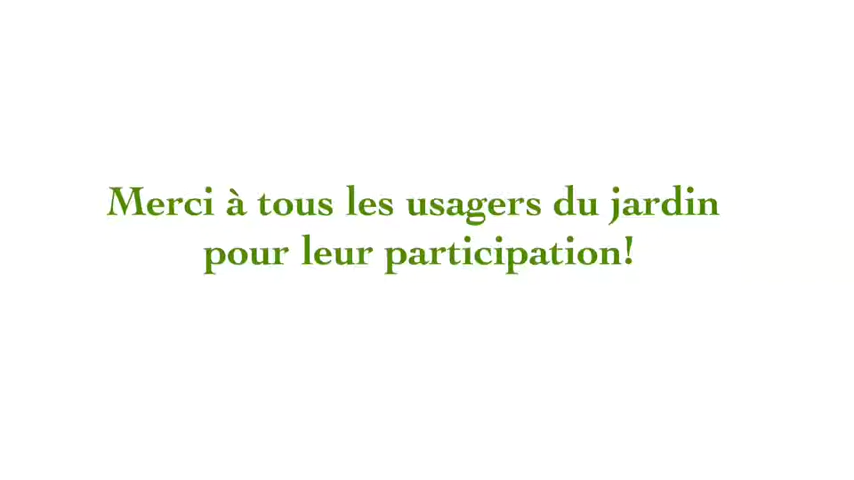 Merci à tous les usagers du jardin
pour leur participation!